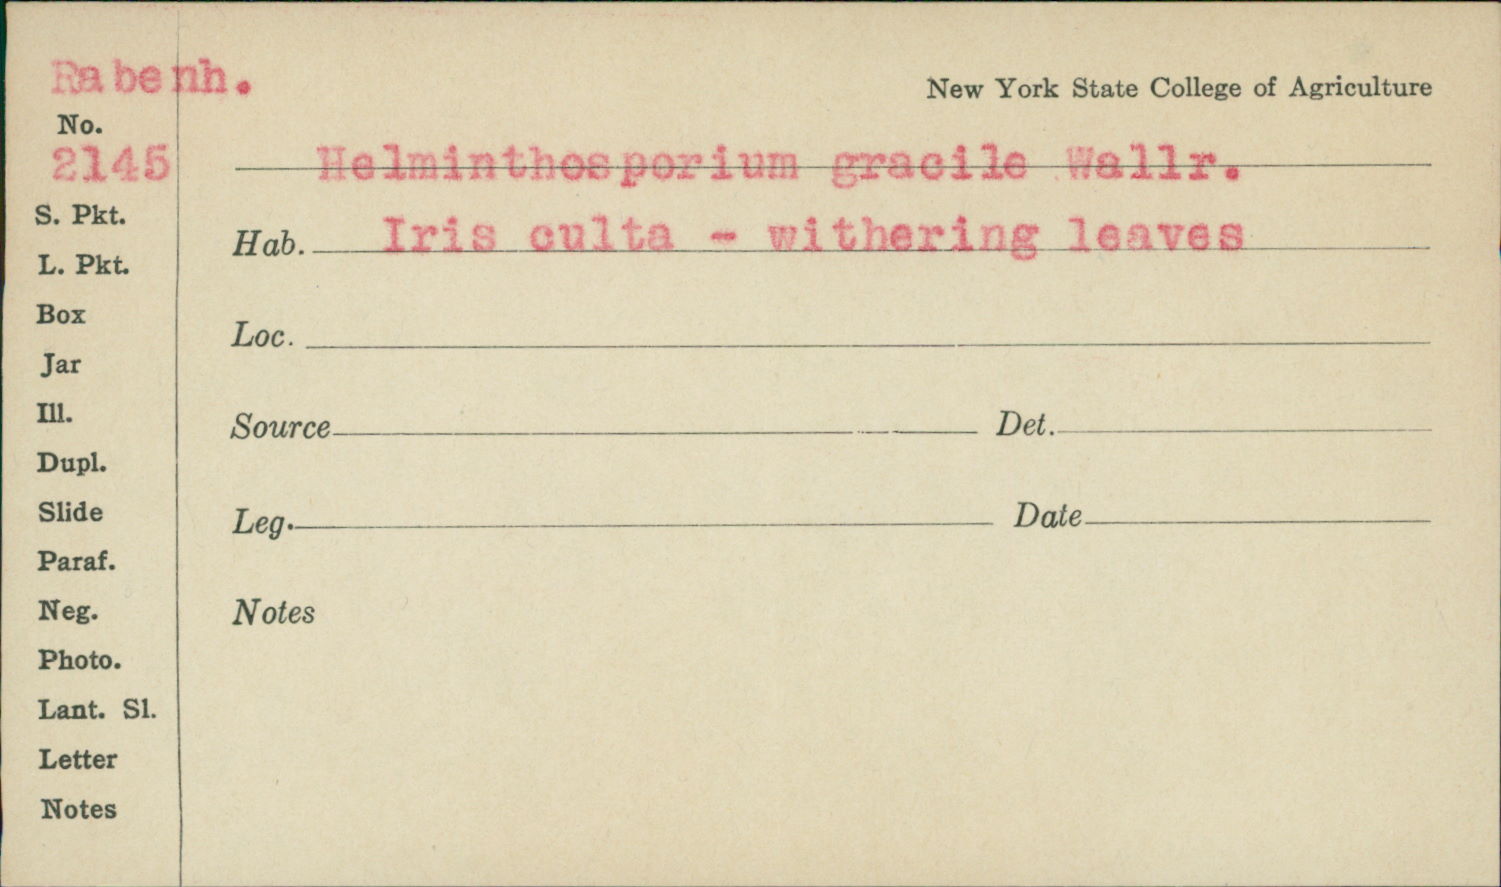 Rabenh.
New York State College of Agriculture
No.
2145
Helminthosporium gracile Wallr.
S. Pkt.
Hab. Iris culta - withering leaves
L. Pkt.
Box
Loc.
Jar
Ill.
Source Det.
Dupl.
Slide
Leg. Date
Paraf.
Neg.
Notes
Photo.
Lant. Sl.
Letter
Notes